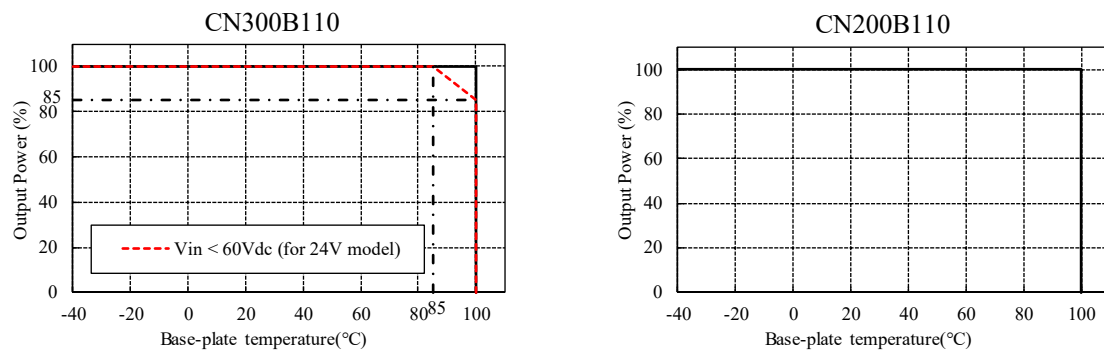 CN300B110
100
85
80
60
40
20
0
Output Power (%)
Vin < 60Vdc (for 24V model)
-40 -20 0 20 40 60 80 85 100
Base-plate temperature(°C)
CN200B110
100
80
60
40
20
0
Output Power (%)
-40 -20 0 20 40 60 80 100
Base-plate temperature(°C)